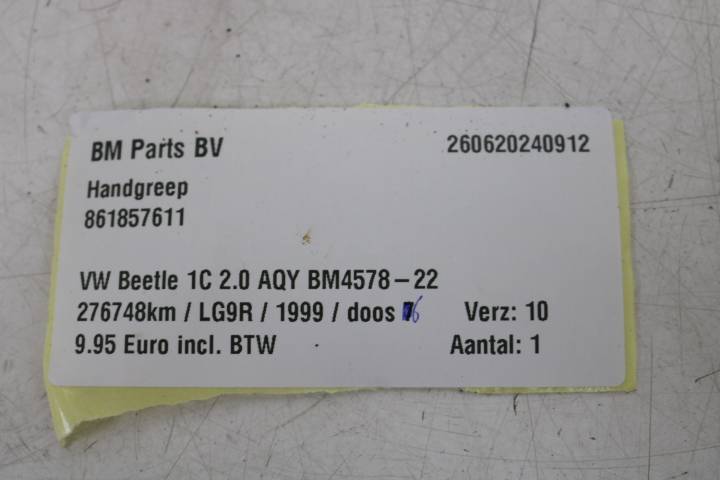 BM Parts BV 260620240912
Handgreep
861857611
VW Beetle 1C 2.0 AQY BM4578-22
276748km / LG9R / 1999 / doos 6 Verz: 10
9.95 Euro incl. BTW Aantal: 1